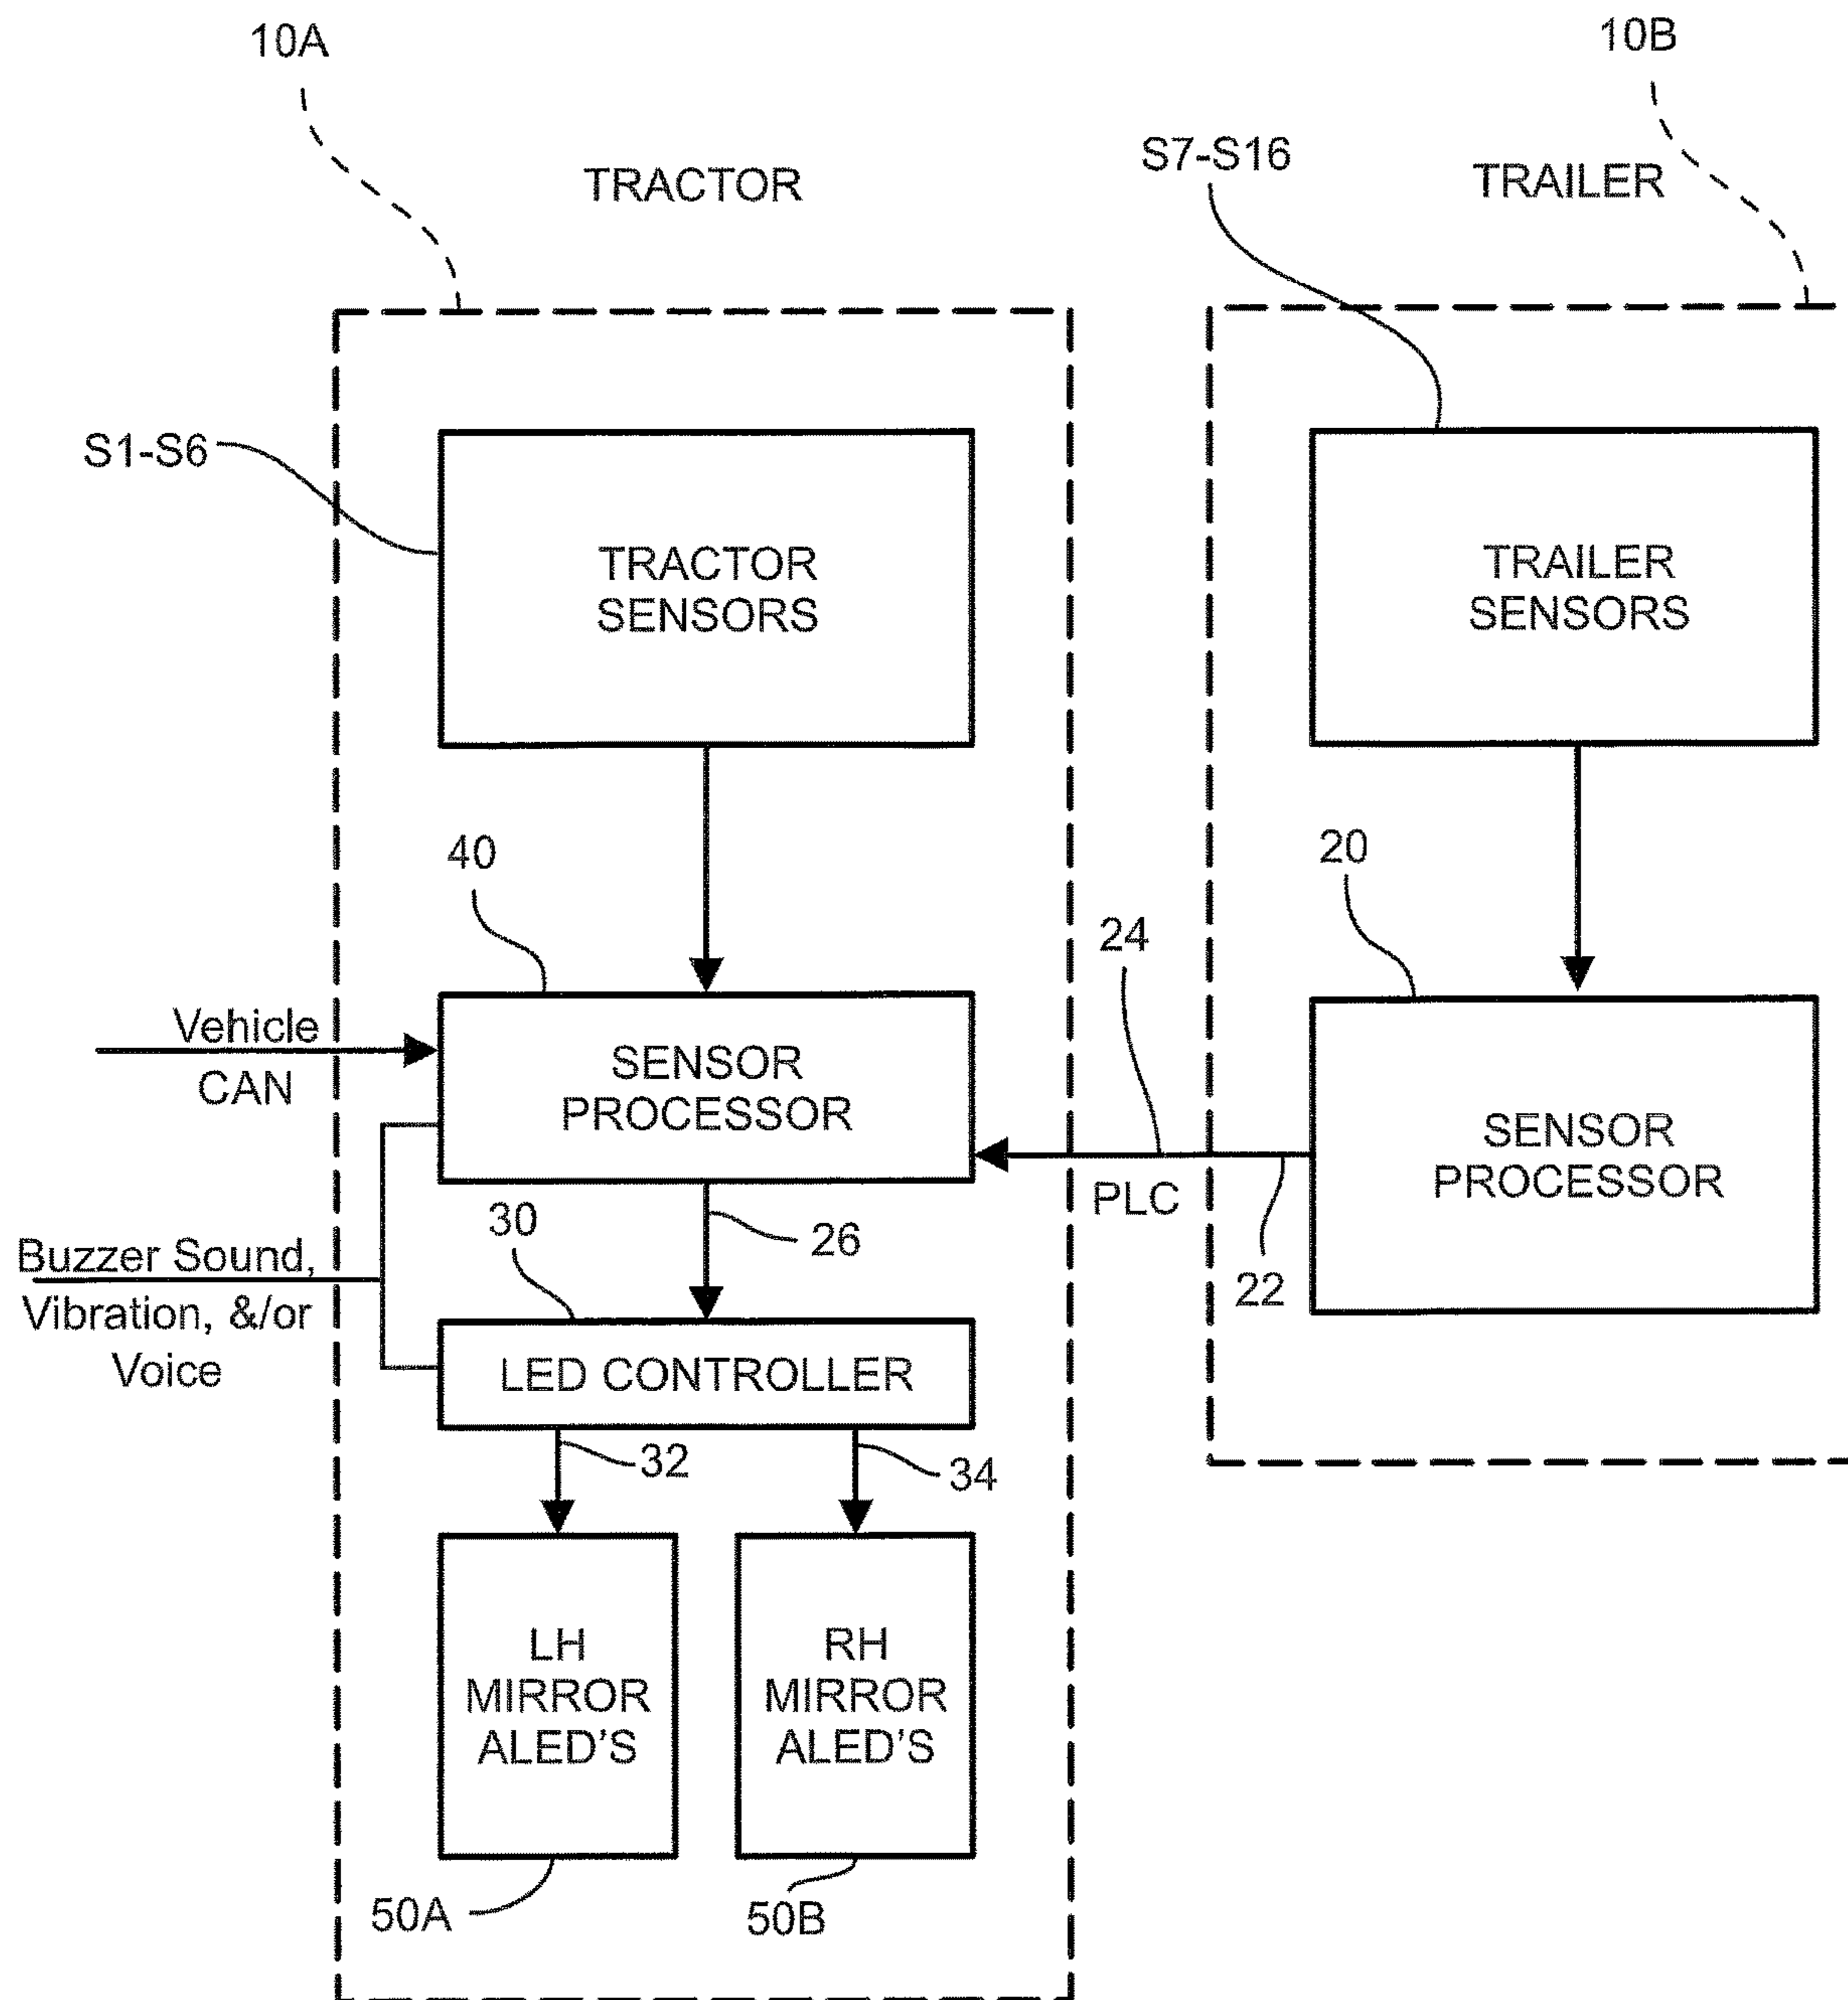 10A
10B
TRACTOR
S7-S16
TRAILER
S1-S6
TRACTOR
SENSORS
TRAILER
SENSORS
40
20
24
Vehicle
CAN
SENSOR
PROCESSOR
SENSOR
PROCESSOR
PLC
22
26
30
Buzzer Sound,
Vibration, &/or
Voice
LED CONTROLLER
32
34
LH
MIRROR
ALED'S
RH
MIRROR
ALED'S
50A
50B